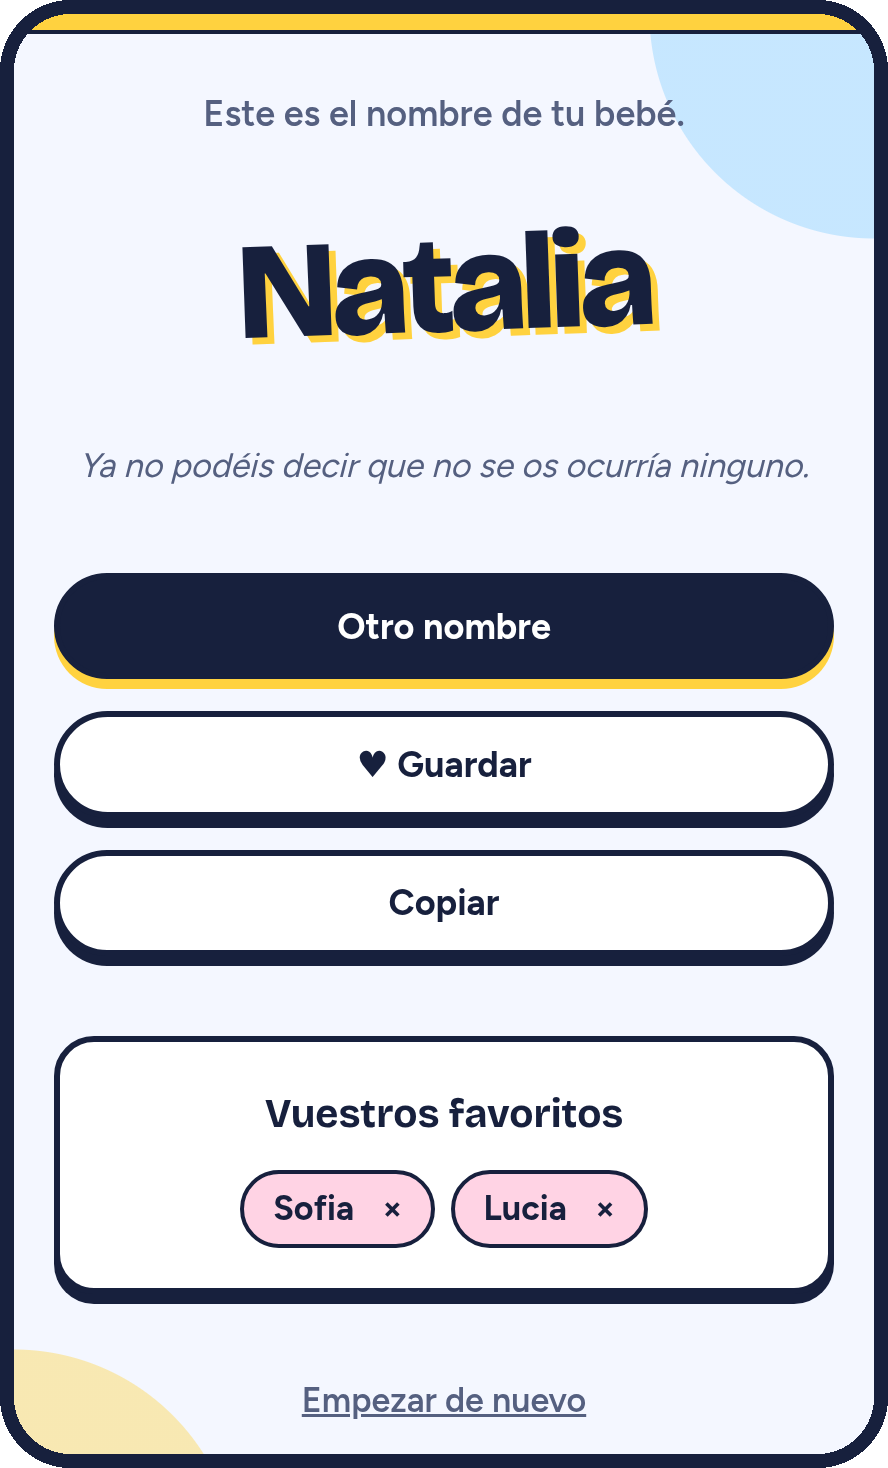 Este es el nombre de tu bebé.
Natalia
Ya no podéis decir que no se os ocurría ninguno.
Otro nombre
♥ Guardar
Copiar
Vuestros favoritos
Sofia × Lucia ×
Empezar de nuevo